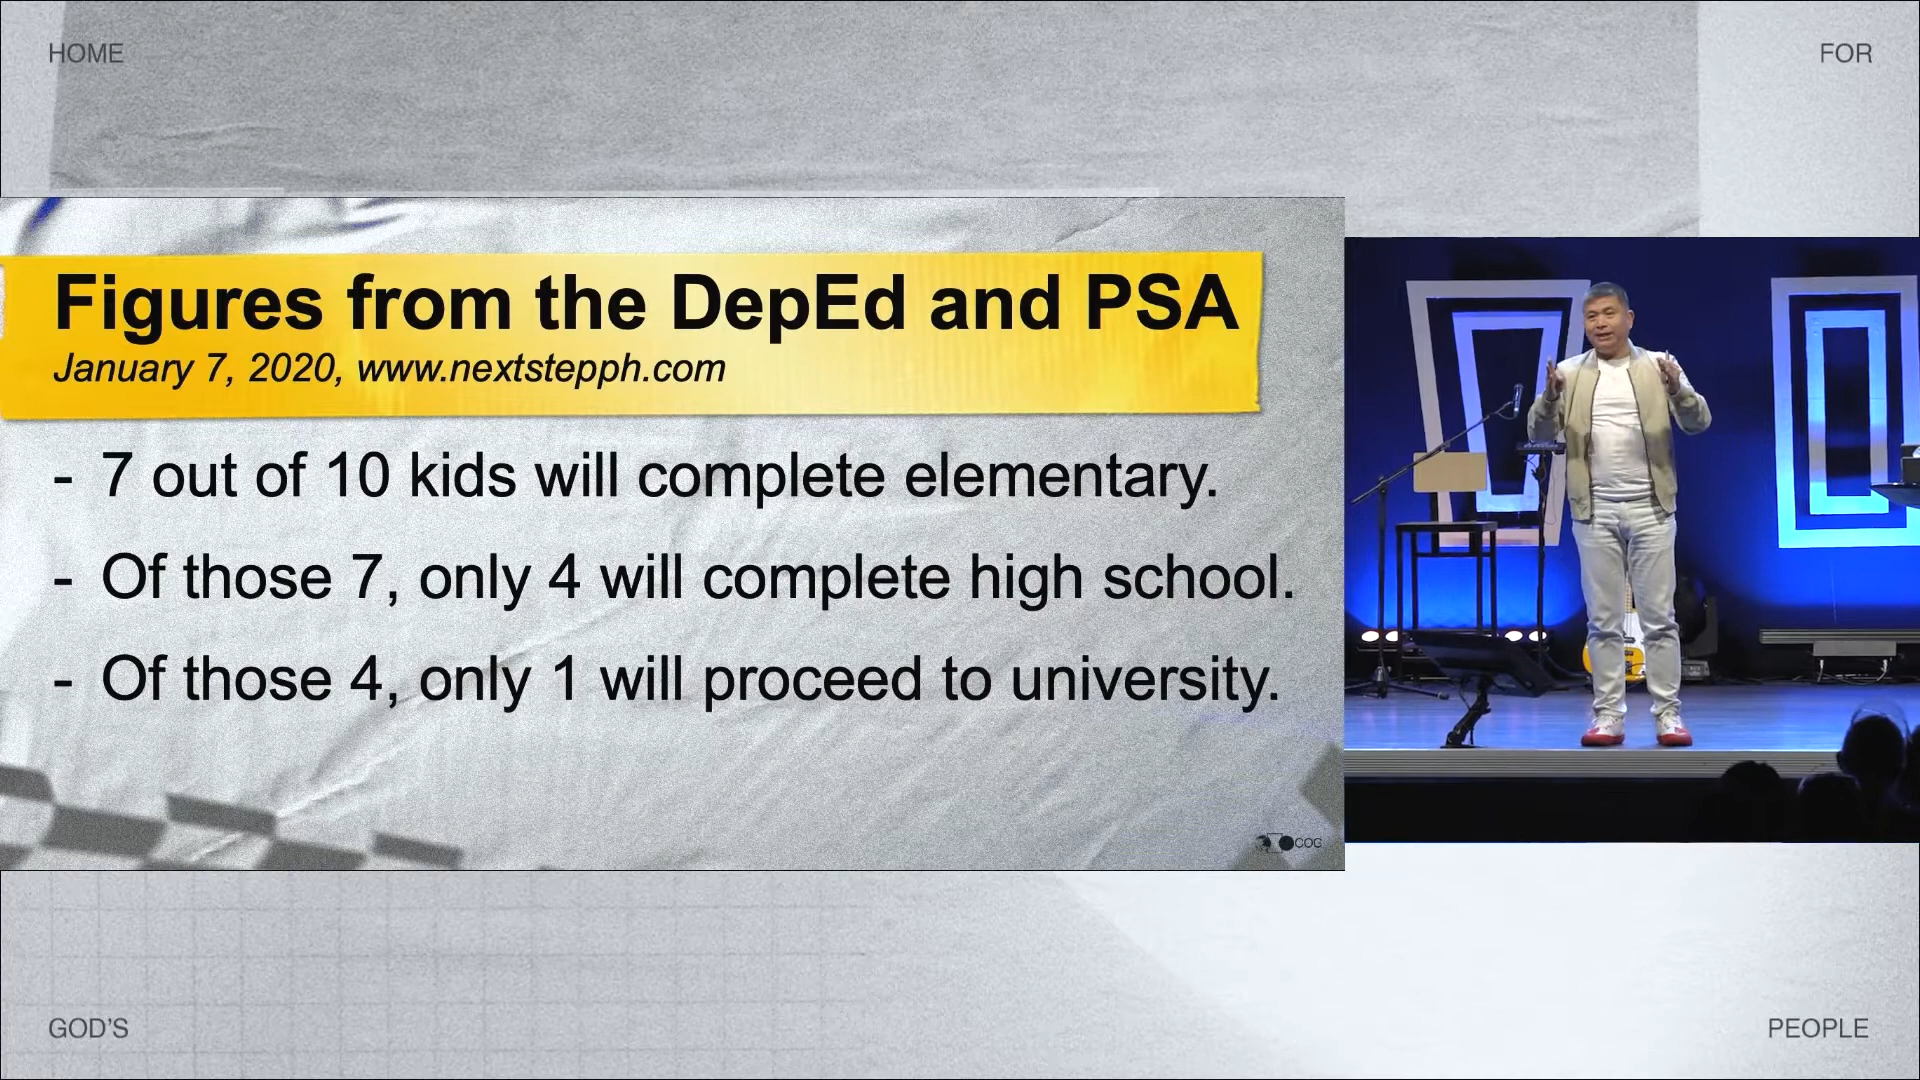 HOME
FOR
Figures from the DepEd and PSA
January 7, 2020, www.nextstepph.com
- 7 out of 10 kids will complete elementary.
- Of those 7, only 4 will complete high school.
- Of those 4, only 1 will proceed to university.
COG
GOD'S
PEOPLE